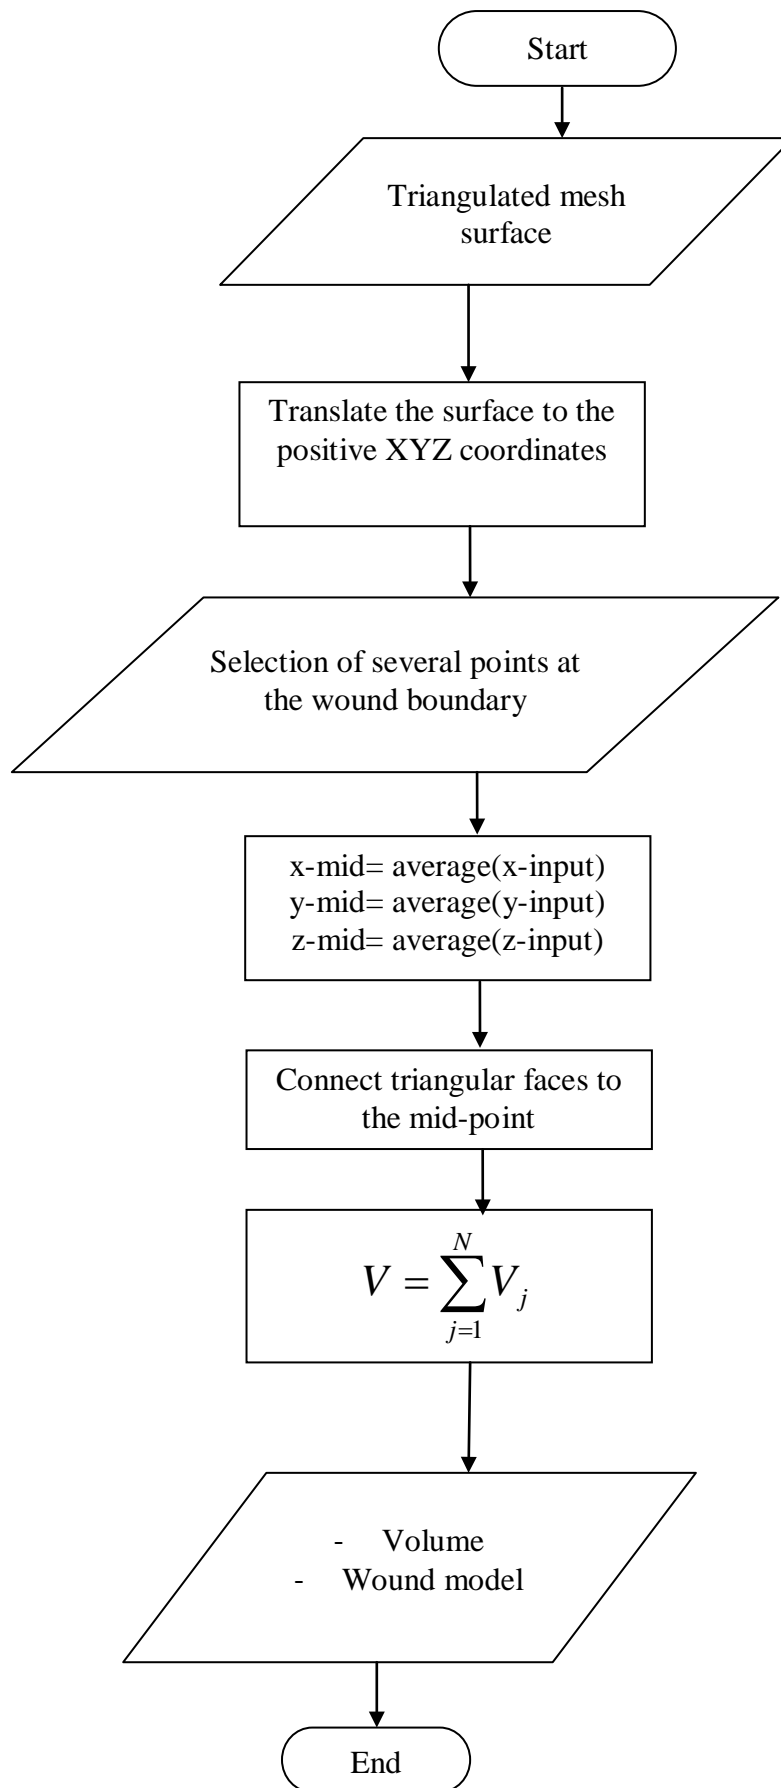 Start
Triangulated mesh
surface
Translate the surface to the
positive XYZ coordinates
Selection of several points at
the wound boundary
x-mid= average(x-input)
y-mid= average(y-input)
z-mid= average(z-input)
Connect triangular faces to
the mid-point
$V = \sum_{j=1}^{N} V_j$
- Volume
- Wound model
End